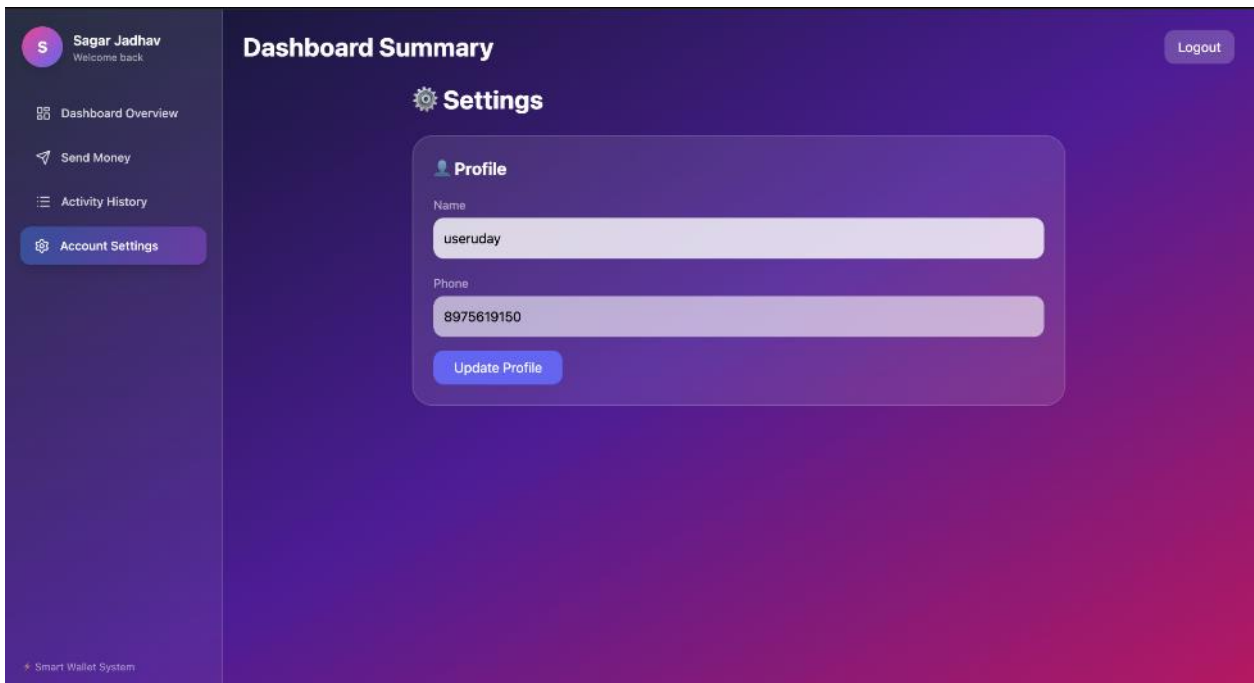 S
Sagar Jadhav
Welcome back
Dashboard Overview
Send Money
Activity History
Account Settings
Smart Wallet System
Dashboard Summary
Logout
Settings
Profile
Name
useruday
Phone
8975619150
Update Profile